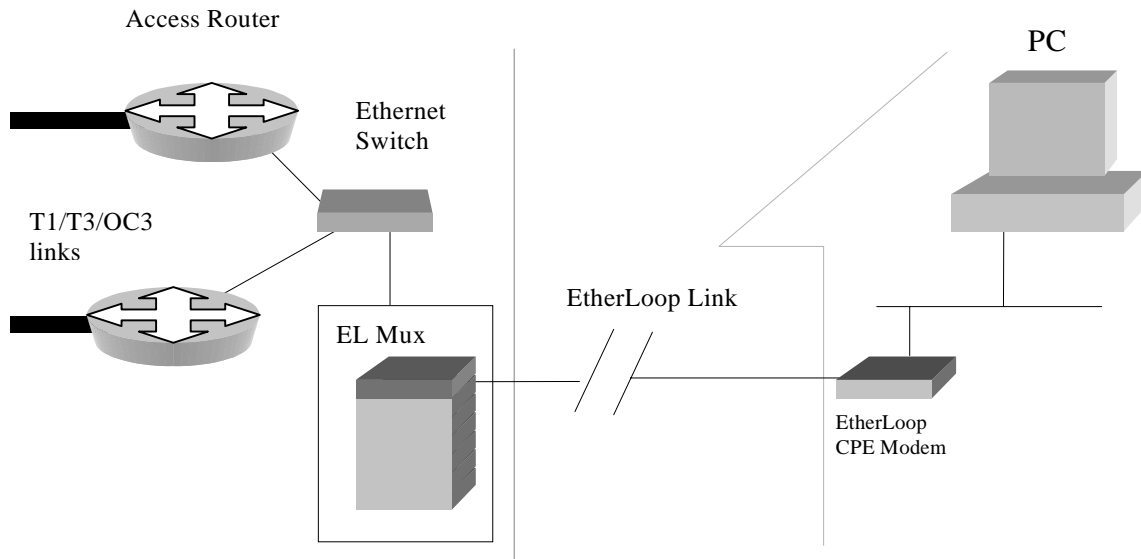 Access Router
PC
Ethernet
Switch
T1/T3/OC3
links
EtherLoop Link
EL Mux
EtherLoop
CPE Modem